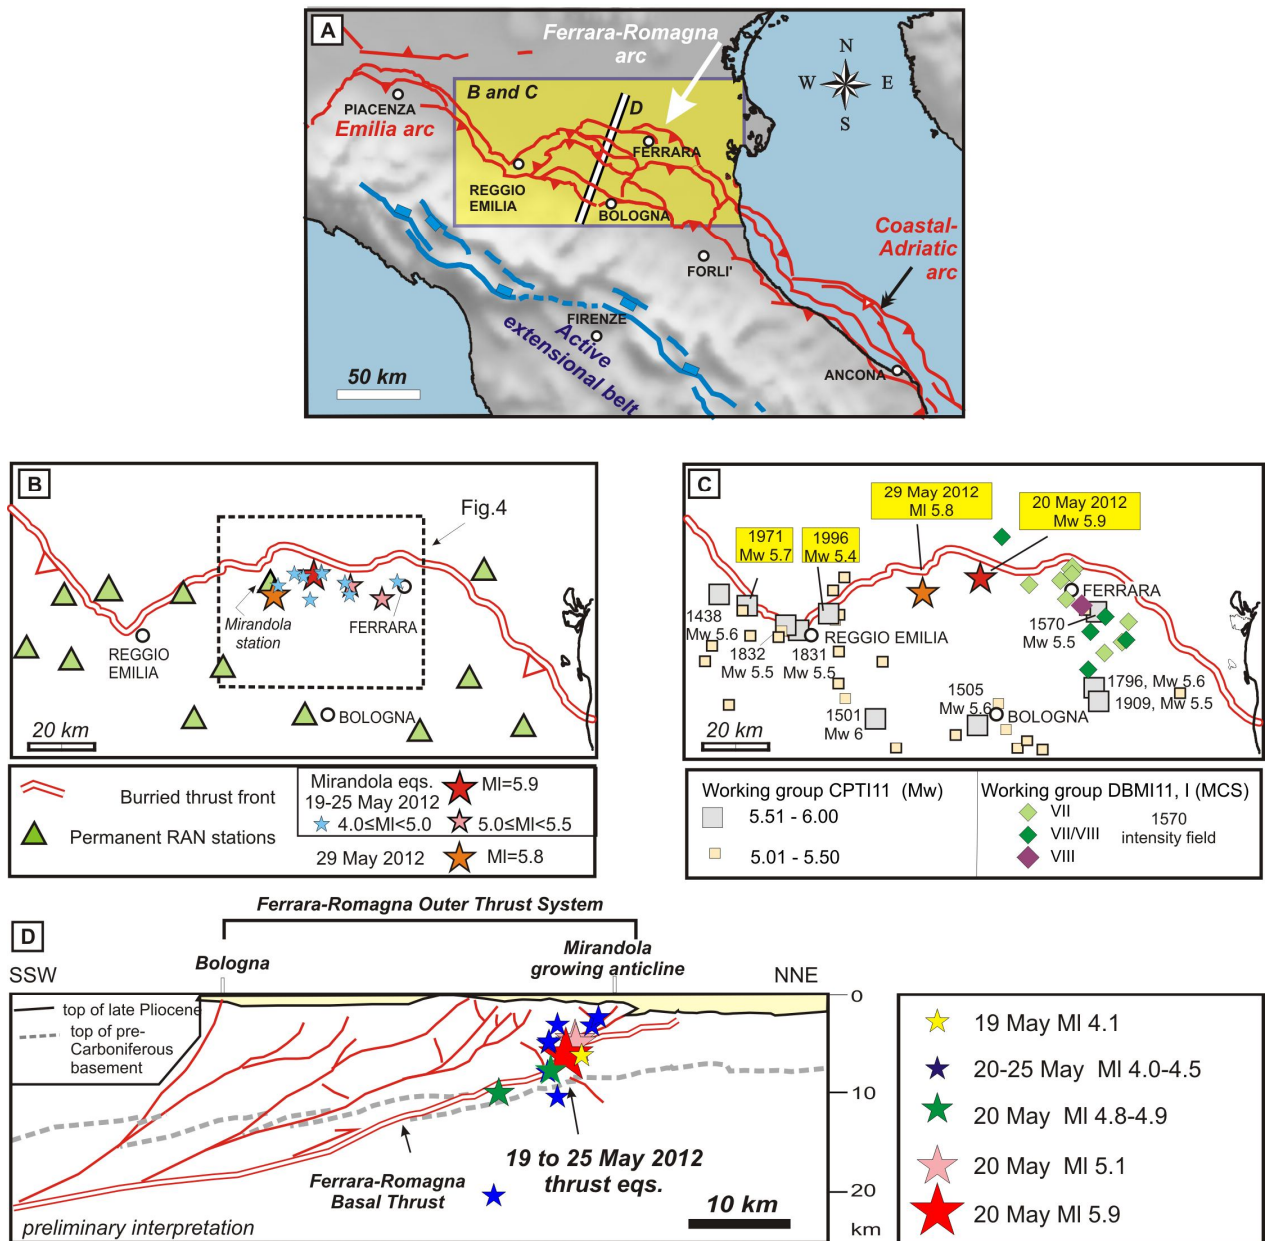 A
Ferrara-Romagna
arc
N
W
E
S
B and C
D
PIACENZA
Emilia arc
FERRARA
REGGIO
EMILIA
BOLOGNA
Coastal-
Adriatic
arc
FORLI'
FIRENZE
Active
extensional belt
ANCONA
50 km
B
Fig.4
Mirandola
station
FERRARA
REGGIO
EMILIA
BOLOGNA
20 km
Burried thrust front
Permanent RAN stations
Mirandola eqs.
19-25 May 2012
Ml=5.9
4.0≤Ml<5.0
5.0≤Ml<5.5
29 May 2012
Ml=5.8
C
29 May 2012
Ml 5.8
20 May 2012
Mw 5.9
1971
Mw 5.7
1996
Mw 5.4
FERRARA
1438
Mw 5.6
REGGIO EMILIA
1570
Mw 5.5
1832
Mw 5.5
1831
Mw 5.5
1796, Mw 5.6
1909, Mw 5.5
1505
Mw 5.6
BOLOGNA
1501
Mw 6
20 km
Working group CPTI11 (Mw)
5.51 - 6.00
5.01 - 5.50
Working group DBMI11, I (MCS)
VII
VII/VIII
VIII
1570
intensity field
D
Ferrara-Romagna Outer Thrust System
SSW
Bologna
Mirandola
growing anticline
NNE
top of late Pliocene
top of pre-
Carboniferous
basement
0
10
20
km
Ferrara-Romagna
Basal Thrust
19 to 25 May 2012
thrust eqs.
10 km
preliminary interpretation
19 May Ml 4.1
20-25 May Ml 4.0-4.5
20 May Ml 4.8-4.9
20 May Ml 5.1
20 May Ml 5.9